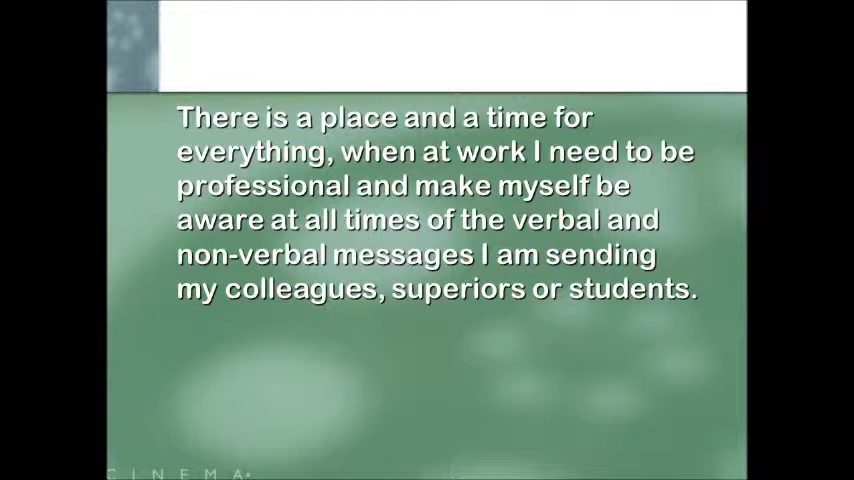 There is a place and a time for
everything, when at work I need to be
professional and make myself be
aware at all times of the verbal and
non-verbal messages I am sending
my colleagues, superiors or students.
CINEMA